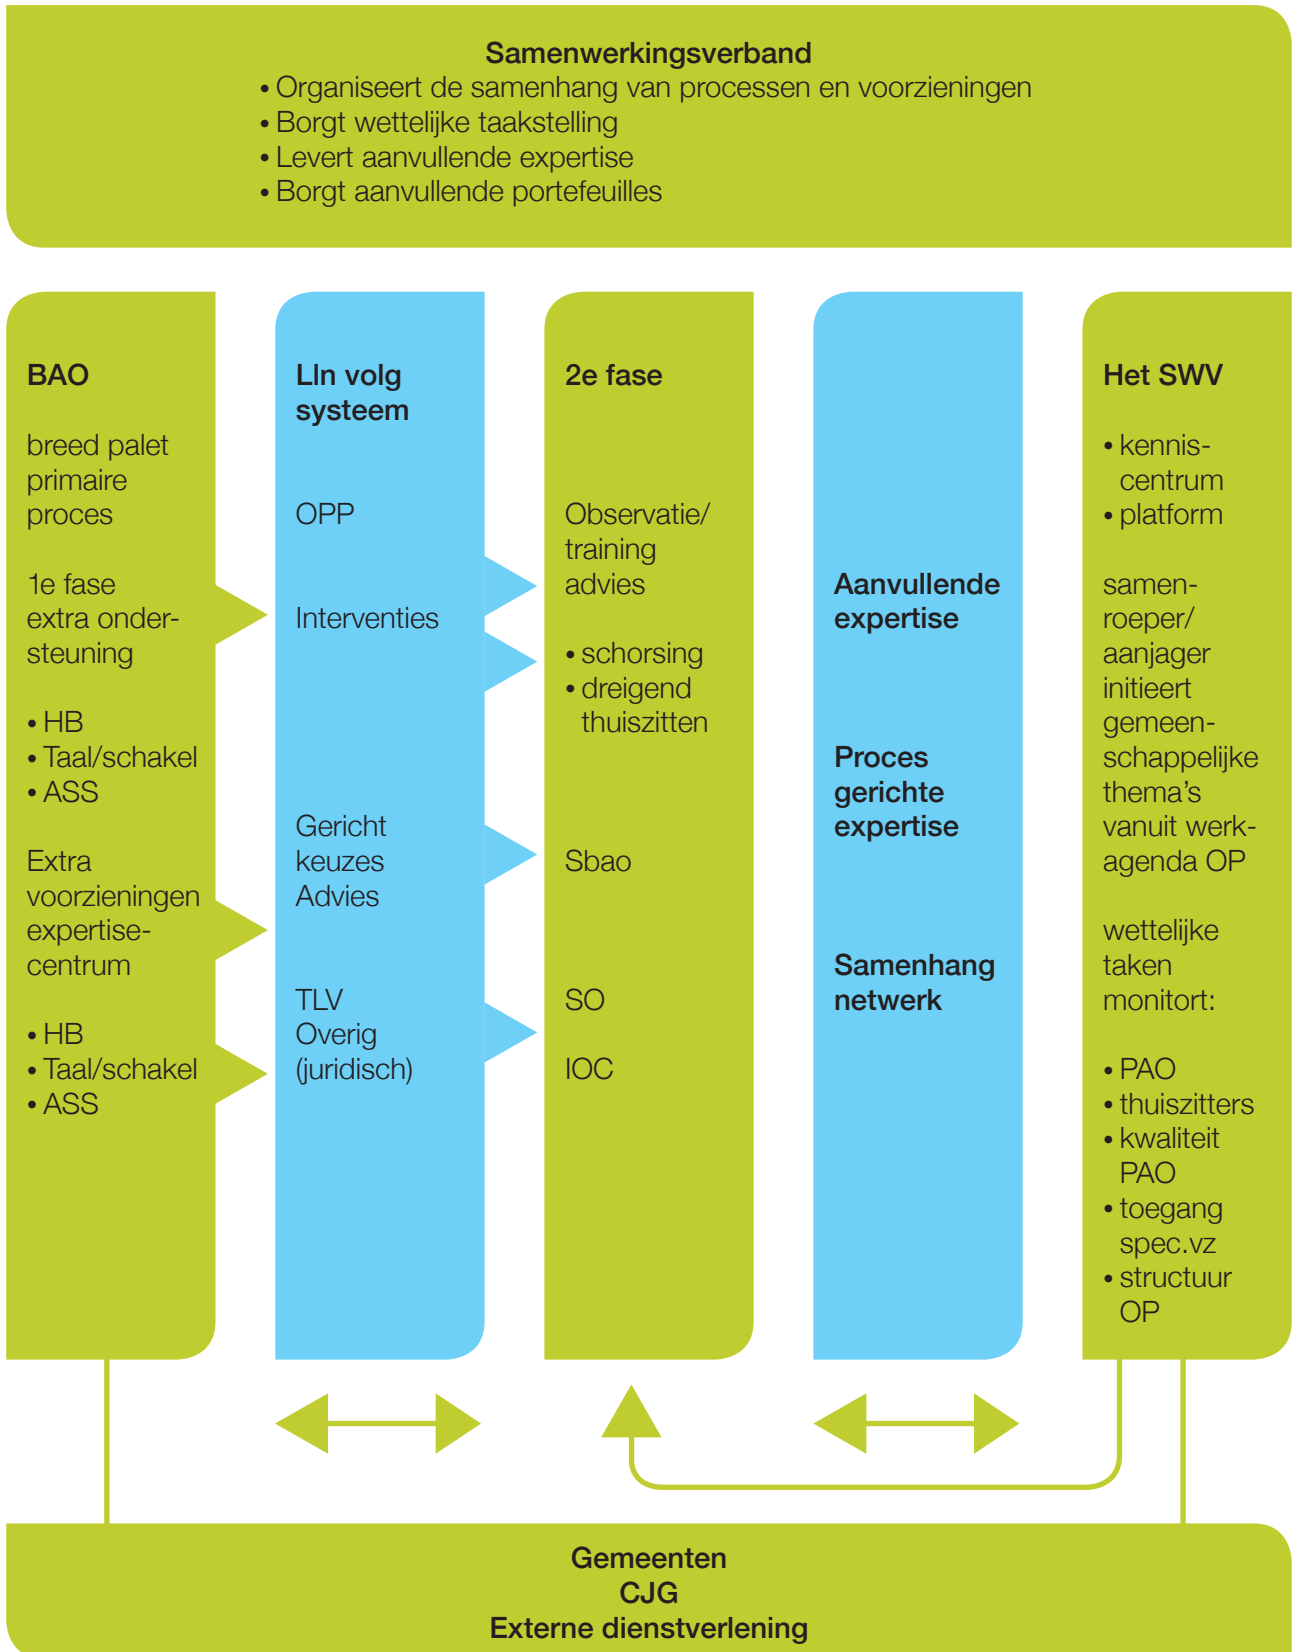 Samenwerkingsverband
• Organiseert de samenhang van processen en voorzieningen
• Borgt wettelijke taakstelling
• Levert aanvullende expertise
• Borgt aanvullende portefeuilles
BAO
breed palet
primaire
proces
1e fase
extra onder-
steuning
• HB
• Taal/schakel
• ASS
Extra
voorzieningen
expertise-
centrum
• HB
• Taal/schakel
• ASS
Lln volg
systeem
OPP
Interventies
Gericht
keuzes
Advies
TLV
Overig
(juridisch)
2e fase
Observatie/
training
advies
• schorsing
• dreigend
thuiszitten
Sbao
SO
IOC
Aanvullende
expertise
Proces
gerichte
expertise
Samenhang
netwerk
Het SWV
• kennis-
centrum
• platform
samen-
roeper/
aanjager
initieert
gemeen-
schappelijke
thema's
vanuit werk-
agenda OP
wettelijke
taken
monitort:
• PAO
• thuiszitters
• kwaliteit
PAO
• toegang
spec.vz
• structuur
OP
Gemeenten
CJG
Externe dienstverlening